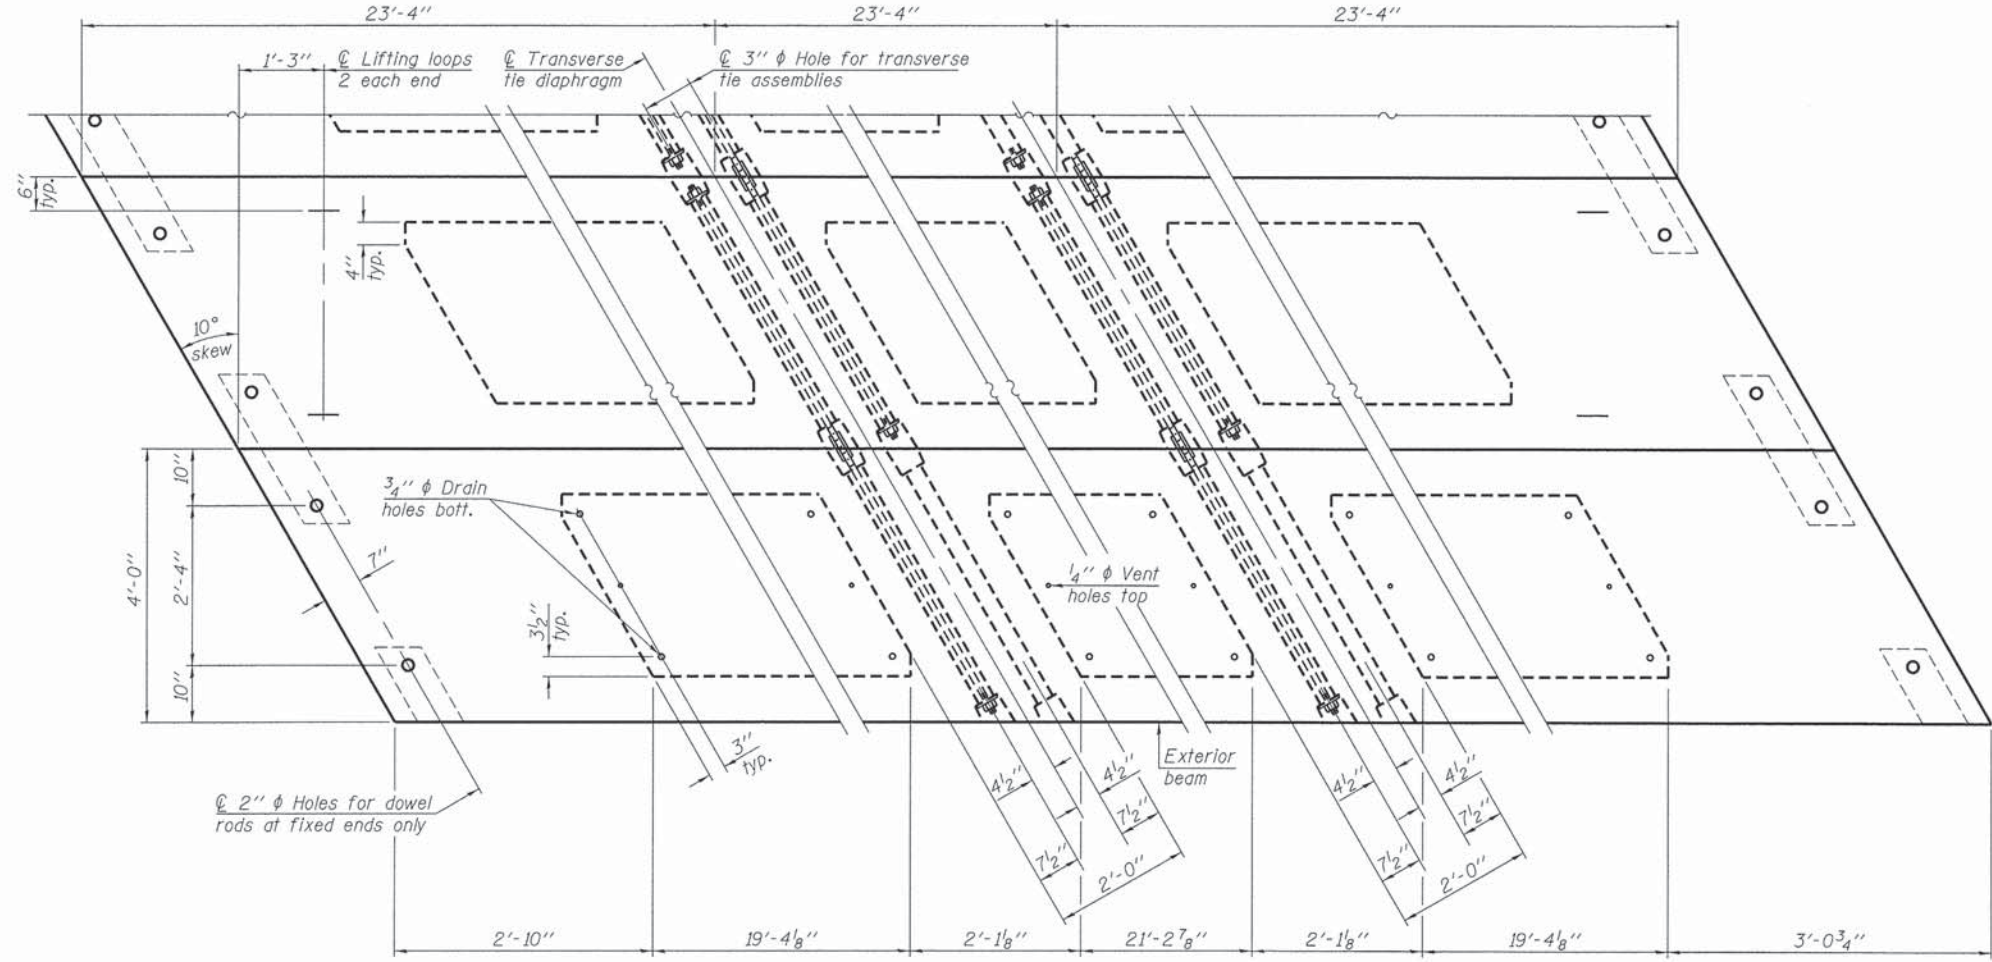 23'-4"
23'-4"
23'-4"
1'-3"
℄ Lifting loops
2 each end
℄ Transverse
tie diaphragm
℄ 3" ϕ Hole for transverse
tie assemblies
6"
typ.
4"
typ.
10°
skew
3/4" ϕ Drain
holes bott.
10"
7"
4'-0"
2'-4"
1/4" ϕ Vent
holes top
3 1/2"
typ.
10"
3"
typ.
Exterior
beam
℄ 2" ϕ Holes for dowel
rods at fixed ends only
4 1/2"
4 1/2"
7 1/2"
7 1/2"
2'-0"
4 1/2"
4 1/2"
7 1/2"
7 1/2"
2'-0"
2'-10"
19'-4 1/8"
2'-1 1/8"
21'-2 7/8"
2'-1 1/8"
19'-4 1/8"
3'-0 3/4"